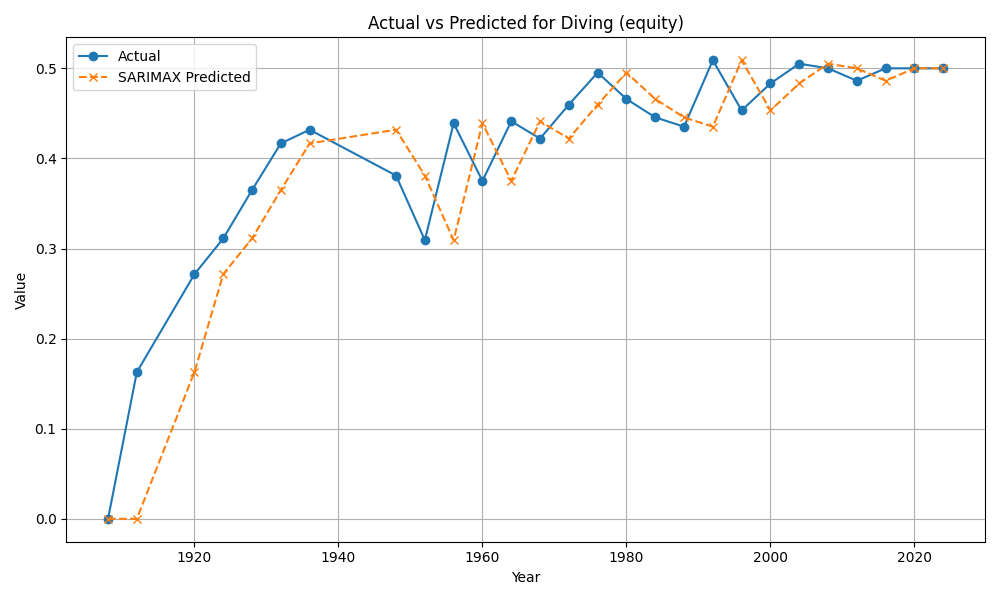 Actual vs Predicted for Diving (equity)
Actual
SARIMAX Predicted
0.5
0.4
0.3
0.2
0.1
0.0
Value
1920 1940 1960 1980 2000 2020
Year